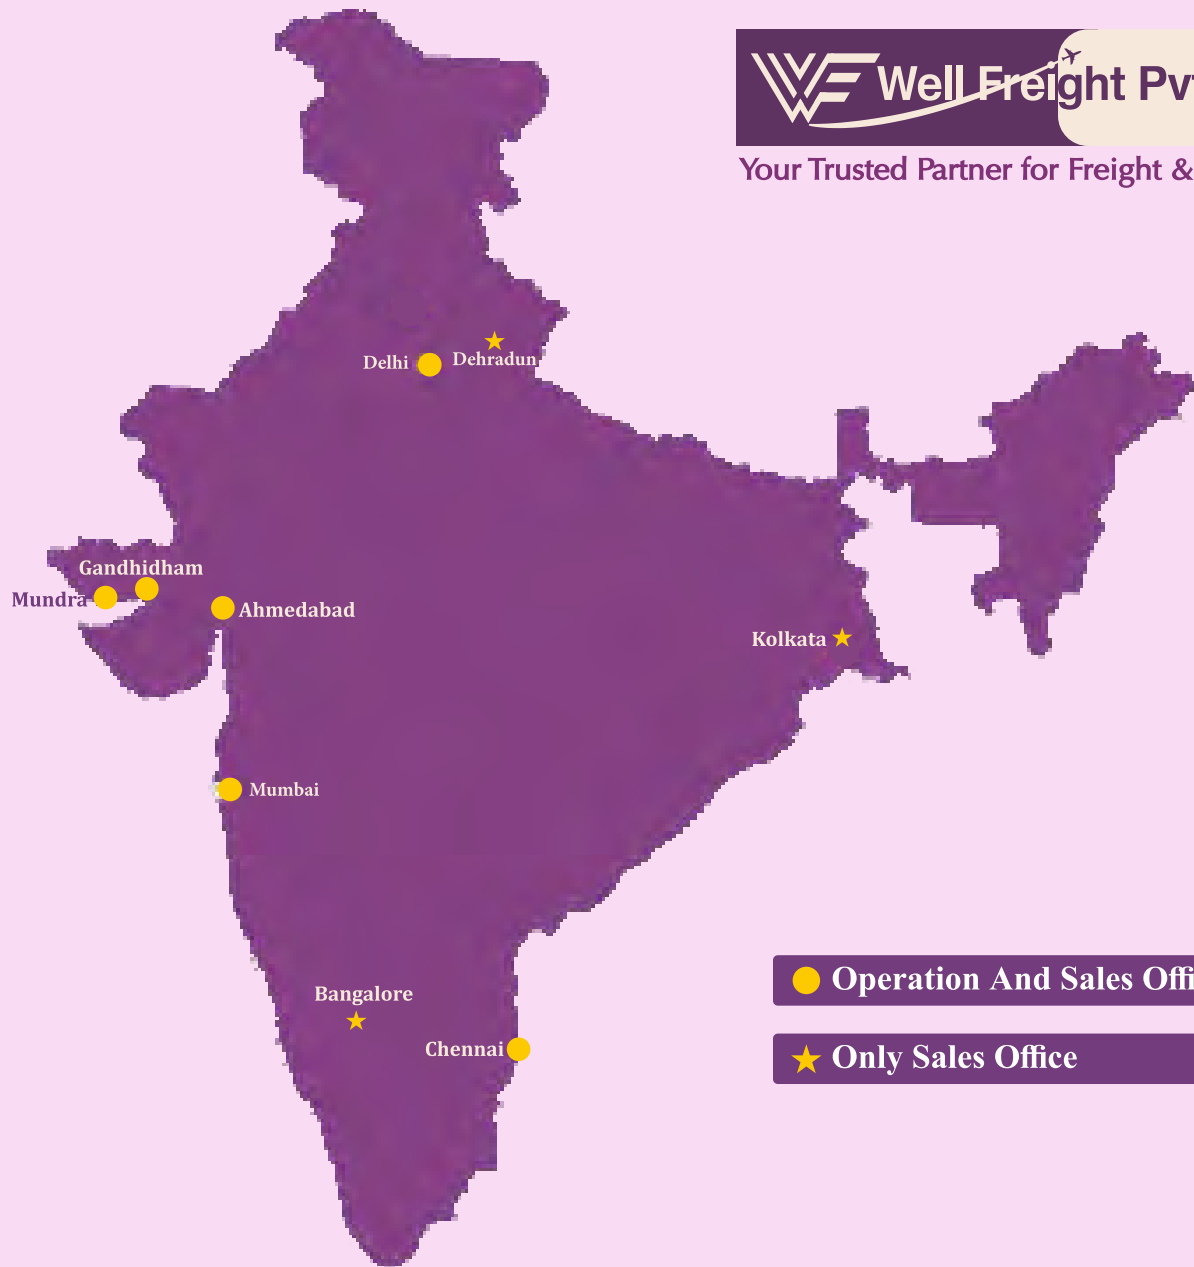 Well Freight Pv
Your Trusted Partner for Freight &
Delhi
Dehradun
Gandhidham
Mundra
Ahmedabad
Kolkata
Mumbai
Bangalore
Chennai
Operation And Sales Offi
Only Sales Office